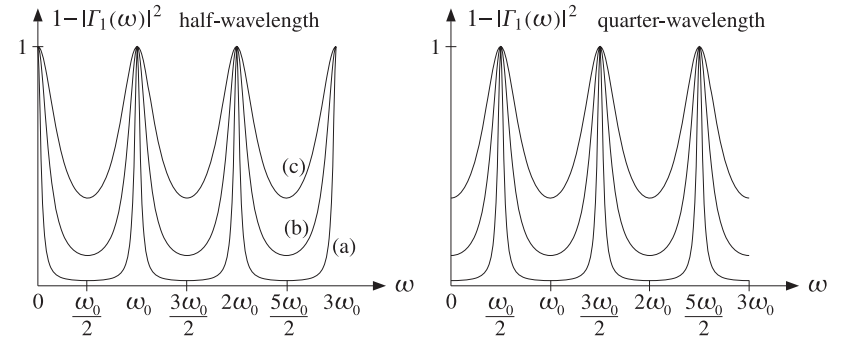 1−|Γ₁(ω)|² half-wavelength
1
(c)
(b)
(a)
ω
0 ω₀/2 ω₀ 3ω₀/2 2ω₀ 5ω₀/2 3ω₀
1−|Γ₁(ω)|² quarter-wavelength
1
ω
0 ω₀/2 ω₀ 3ω₀/2 2ω₀ 5ω₀/2 3ω₀